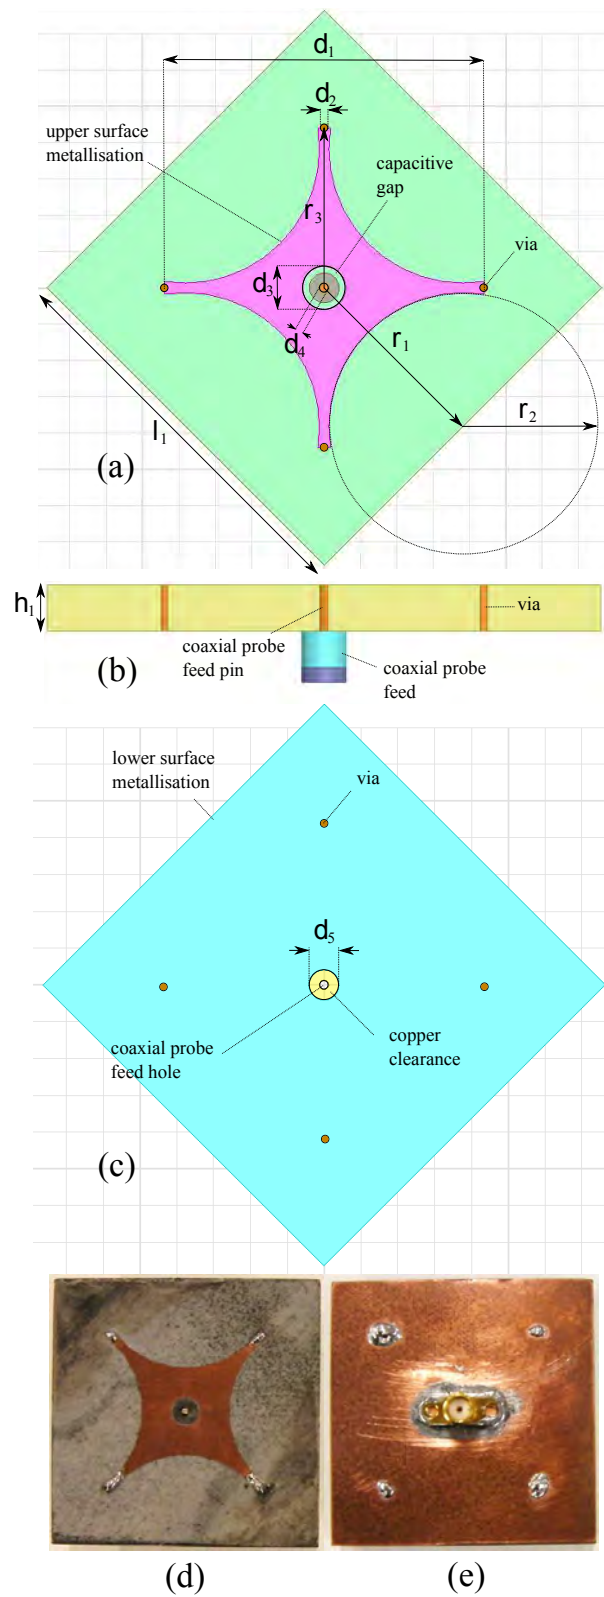 d1
d2
upper surface
metallisation
capacitive
gap
r3
via
d3
d4
r1
r2
l1
(a)
h1
via
coaxial probe
feed pin
coaxial probe
feed
(b)
lower surface
metallisation
via
d5
coaxial probe
feed hole
copper
clearance
(c)
(d)
(e)